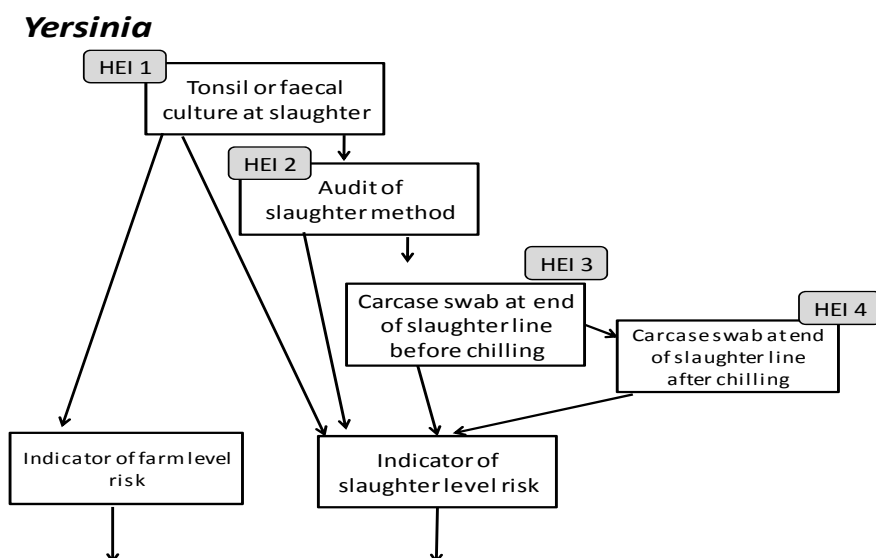 Yersinia
HEI 1
Tonsil or faecal
culture at slaughter
HEI 2
Audit of
slaughter method
HEI 3
Carcase swab at end
of slaughter line
before chilling
HEI 4
Carcase swab at end
of slaughter line
after chilling
Indicator of farm level
risk
Indicator of
slaughter level risk